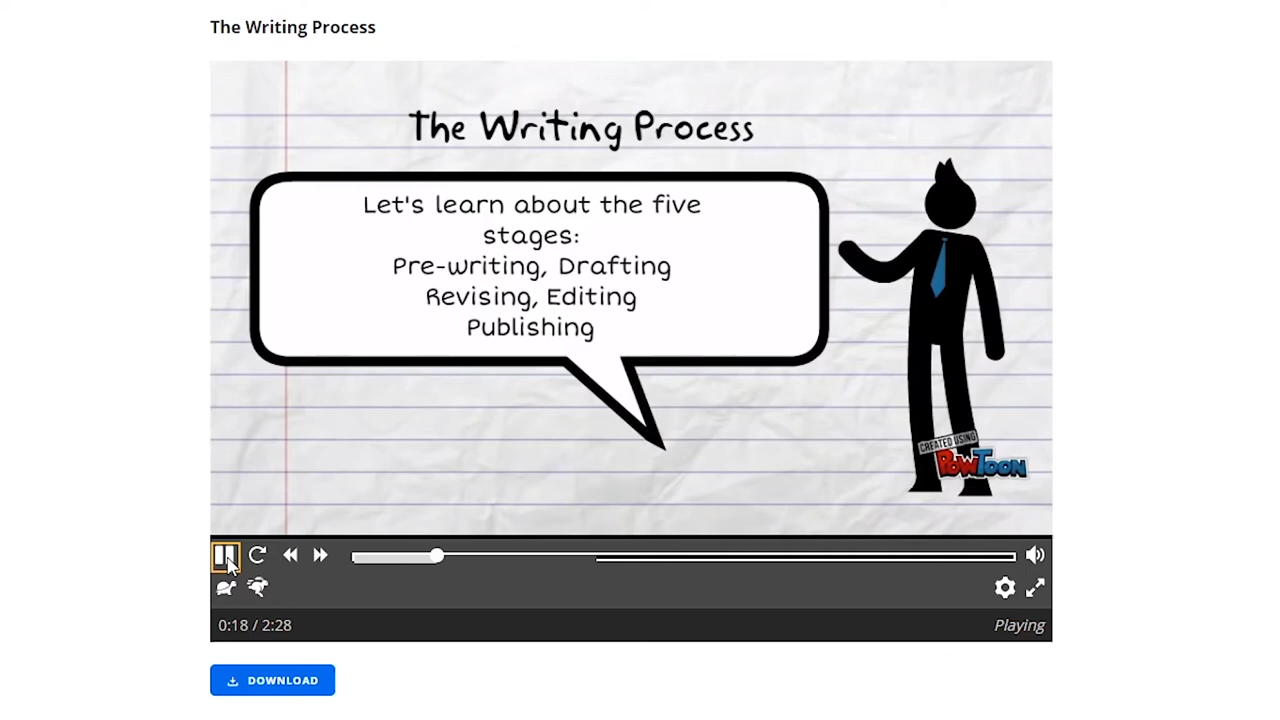 The Writing Process
The Writing Process
Let's learn about the five
stages:
Pre-writing, Drafting
Revising, Editing
Publishing
CREATED USING
POWTOON
0:18 / 2:28
Playing
DOWNLOAD